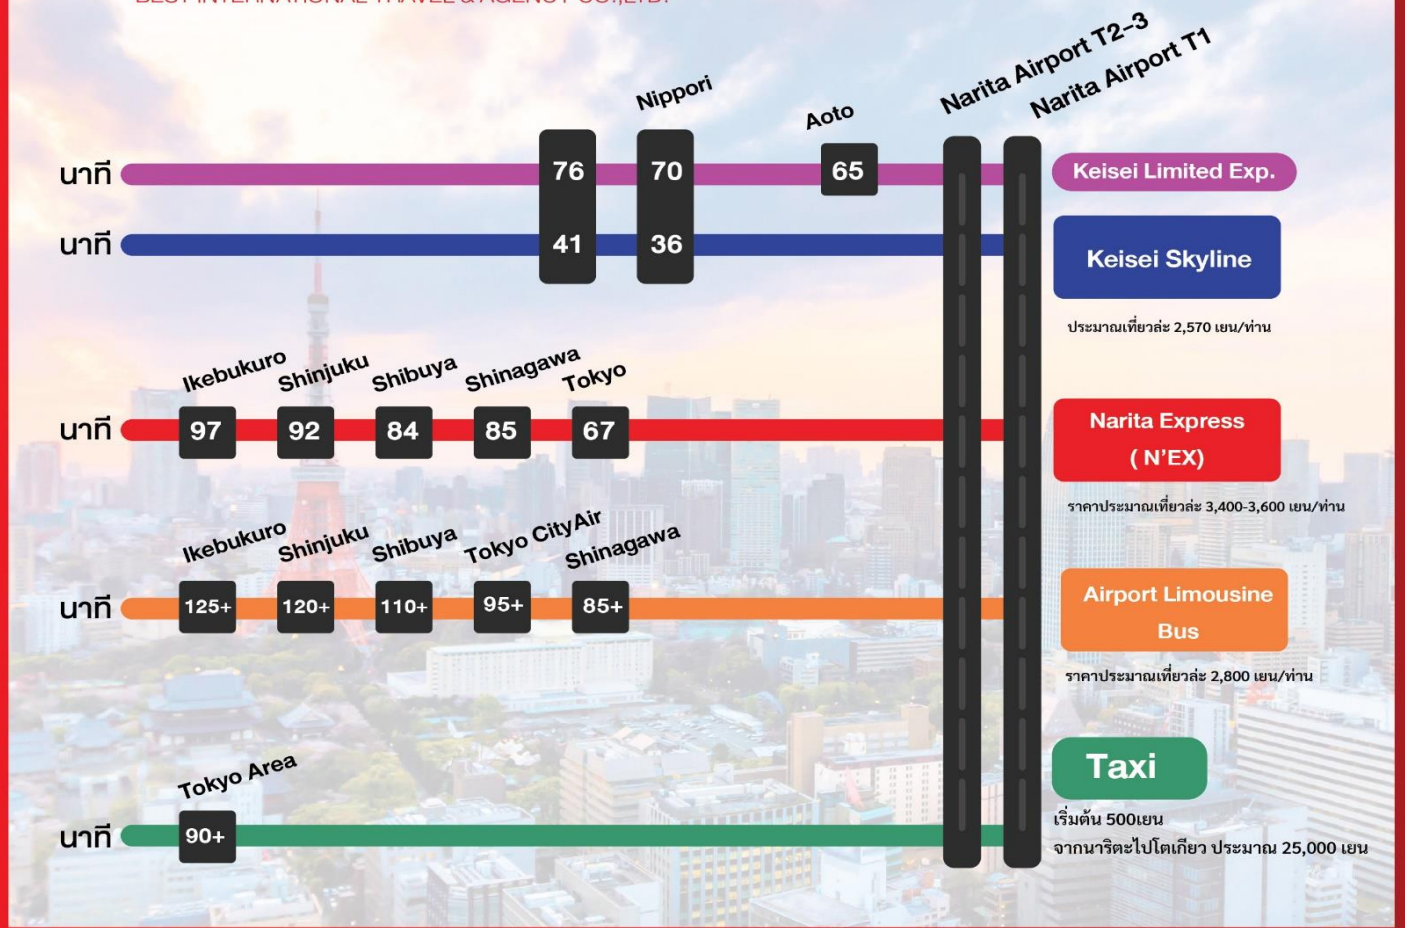 BEST INTERNATIONAL TRAVEL & AGENCY CO.,LTD.
Nippori
Aoto
Narita Airport T2-3
Narita Airport T1
นาที
76
70
65
Keisei Limited Exp.
นาที
41
36
Keisei Skyline
ประมาณเที่ยวล่ะ 2,570 เยน/ท่าน
Ikebukuro
Shinjuku
Shibuya
Shinagawa
Tokyo
นาที
97
92
84
85
67
Narita Express
( N'EX)
ราคาประมาณเที่ยวล่ะ 3,400-3,600 เยน/ท่าน
Ikebukuro
Shinjuku
Shibuya
Tokyo CityAir
Shinagawa
นาที
125+
120+
110+
95+
85+
Airport Limousine
Bus
ราคาประมาณเที่ยวล่ะ 2,800 เยน/ท่าน
Tokyo Area
นาที
90+
Taxi
เริ่มต้น 500เยน
จากนาริตะไปโตเกียว ประมาณ 25,000 เยน